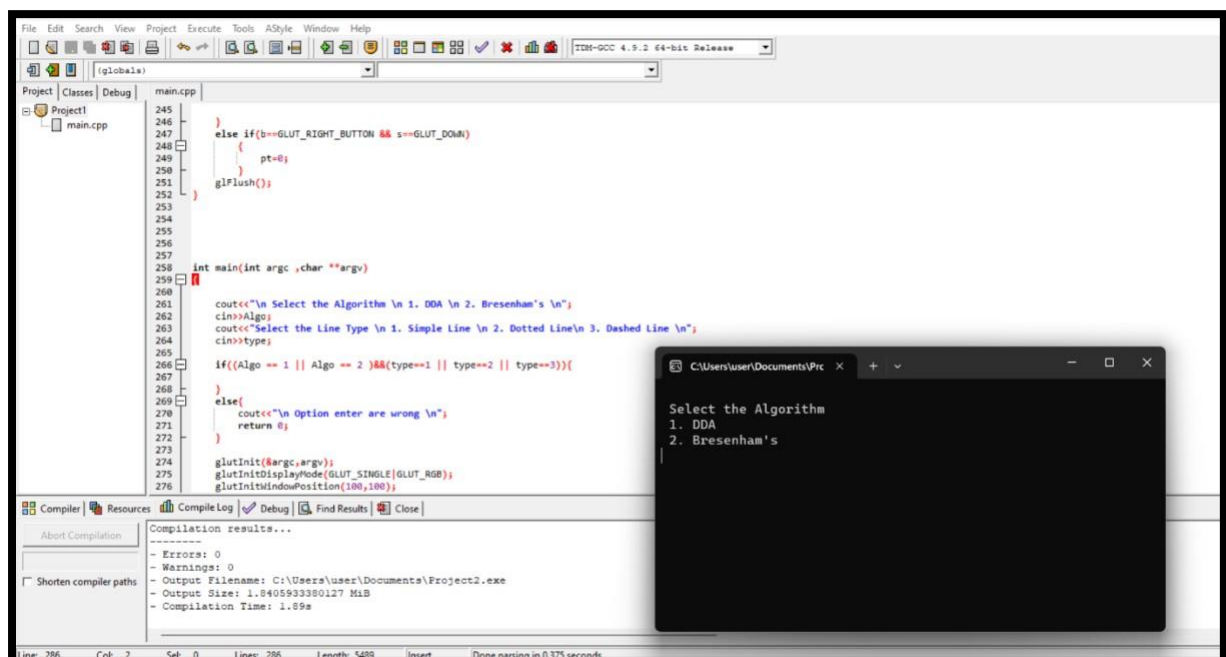 File Edit Search View Project Execute Tools AStyle Window Help
TDM-GCC 4.9.2 64-bit Release
(globals)
Project Classes Debug
main.cpp
Project1
main.cpp
245
246 }
247 else if(b==GLUT_RIGHT_BUTTON && s==GLUT_DOWN)
248 {
249 pt=0;
250 }
251 glFlush();
252 }
253
254
255
256
257
258 int main(int argc ,char **argv)
259 {
260
261 cout<<"\n Select the Algorithm \n 1. DDA \n 2. Bresenham's \n";
262 cin>>Algo;
263 cout<<"Select the Line Type \n 1. Simple Line \n 2. Dotted Line\n 3. Dashed Line \n";
264 cin>>type;
265
266 if((Algo == 1 || Algo == 2 )&&(type==1 || type==2 || type==3)){
267
268 }
269 else{
270 cout<<"\n Option enter are wrong \n";
271 return 0;
272 }
273
274 glutInit(&argc,argv);
275 glutInitDisplayMode(GLUT_SINGLE|GLUT_RGB);
276 glutInitWindowPosition(100,100);
C:\Users\user\Documents\Prc
Select the Algorithm
1. DDA
2. Bresenham's
Compiler Resources Compile Log Debug Find Results Close
Abort Compilation
Shorten compiler paths
Compilation results...
--------
- Errors: 0
- Warnings: 0
- Output Filename: C:\Users\user\Documents\Project2.exe
- Output Size: 1.8405933380127 MiB
- Compilation Time: 1.89s
Line: 286 Col: 2 Sel: 0 Lines: 286 Length: 5489 Insert Done parsing in 0.375 seconds